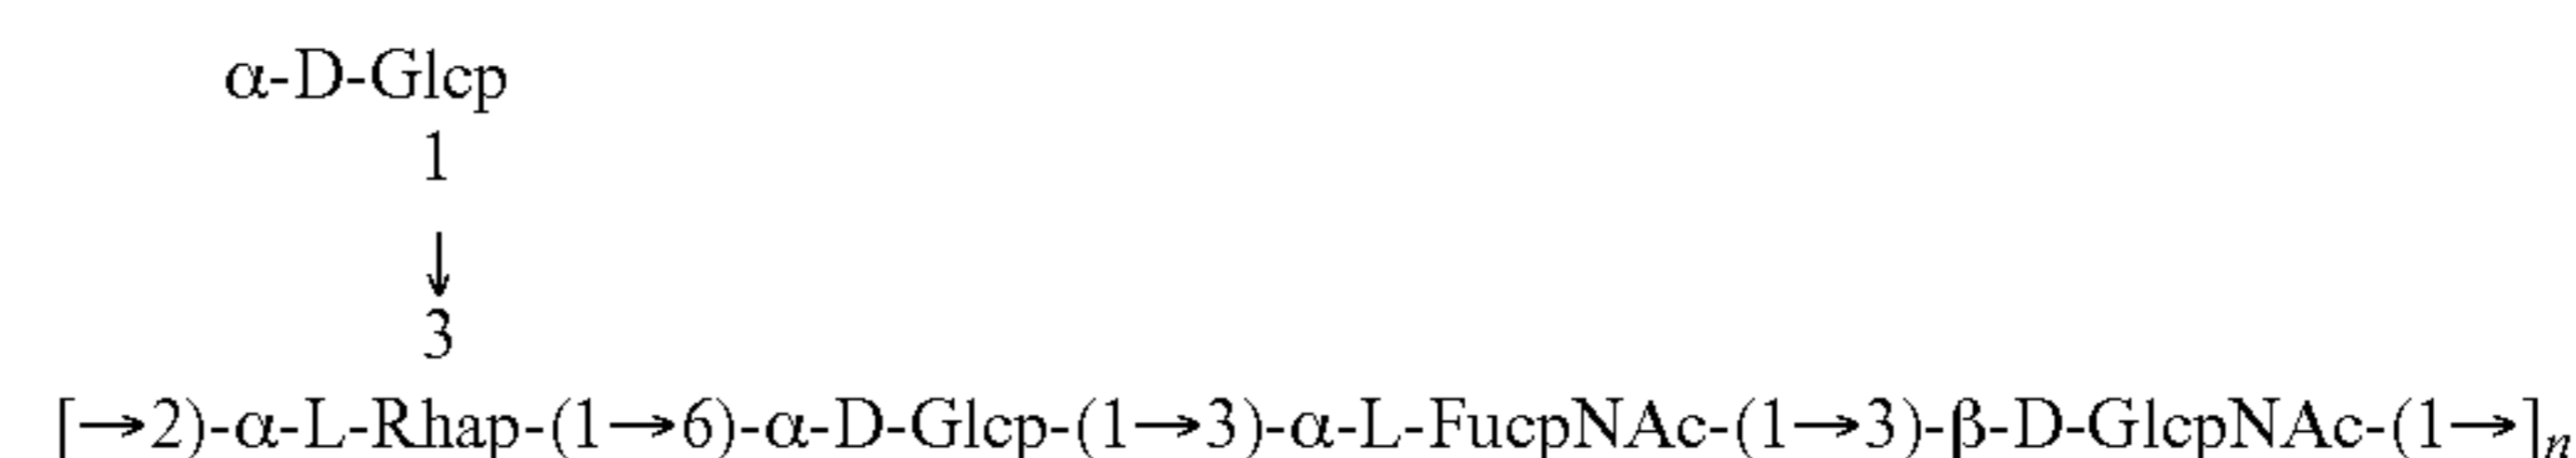 α-D-Glcp
1
↓
3
[→2)-α-L-Rhap-(1→6)-α-D-Glcp-(1→3)-α-L-FucpNAc-(1→3)-β-D-GlcpNAc-(1→]n